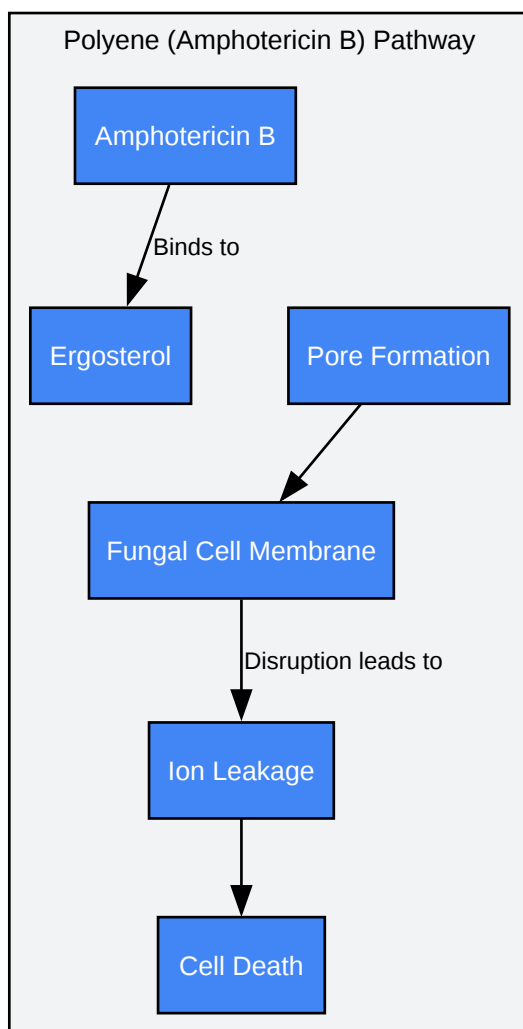 Polyene (Amphotericin B) Pathway
Amphotericin B
Binds to
Ergosterol
Pore Formation
Fungal Cell Membrane
Disruption leads to
Ion Leakage
Cell Death